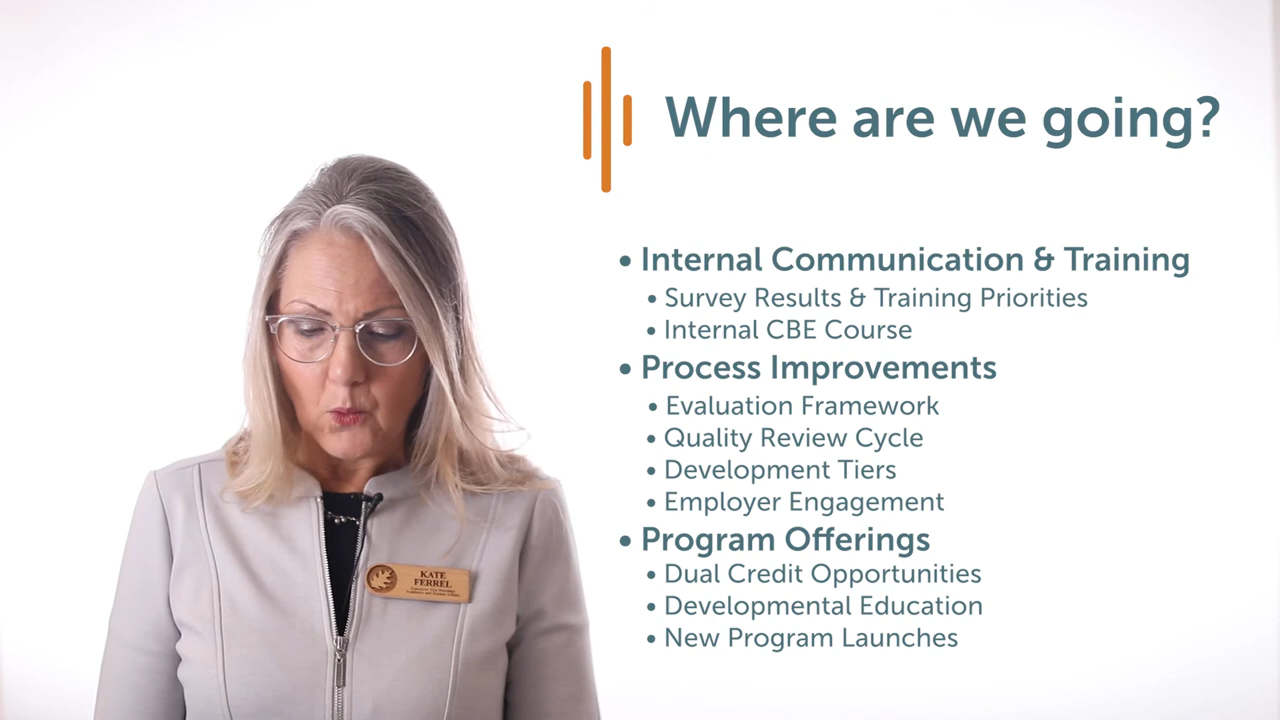 Where are we going?
• Internal Communication & Training
• Survey Results & Training Priorities
• Internal CBE Course
• Process Improvements
• Evaluation Framework
• Quality Review Cycle
• Development Tiers
• Employer Engagement
• Program Offerings
• Dual Credit Opportunities
• Developmental Education
• New Program Launches
KATE
FERREL